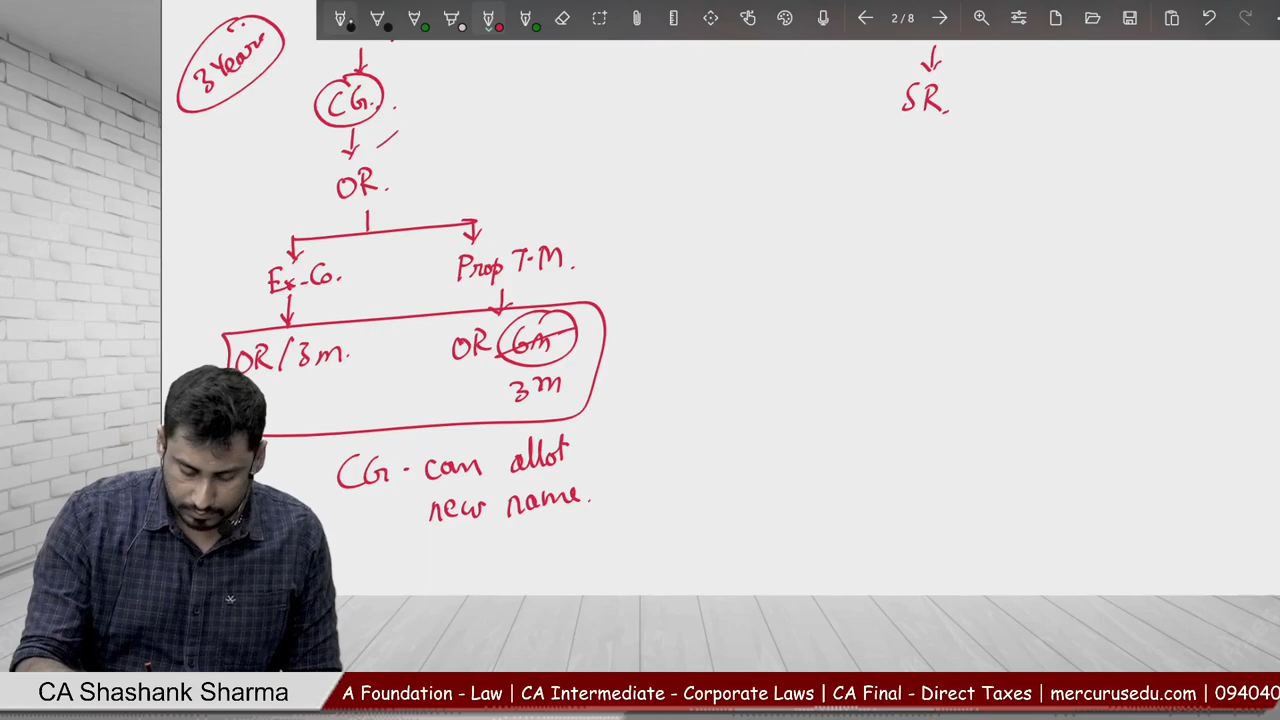 2/8
3 Year
CG.
SR.
OR.
Ex-Co.
Prop T.M.
OR/3m.
OR 6m
3m
CG - can allot
new name.
CA Shashank Sharma
A Foundation - Law | CA Intermediate - Corporate Laws | CA Final - Direct Taxes | mercurusedu.com | 094040